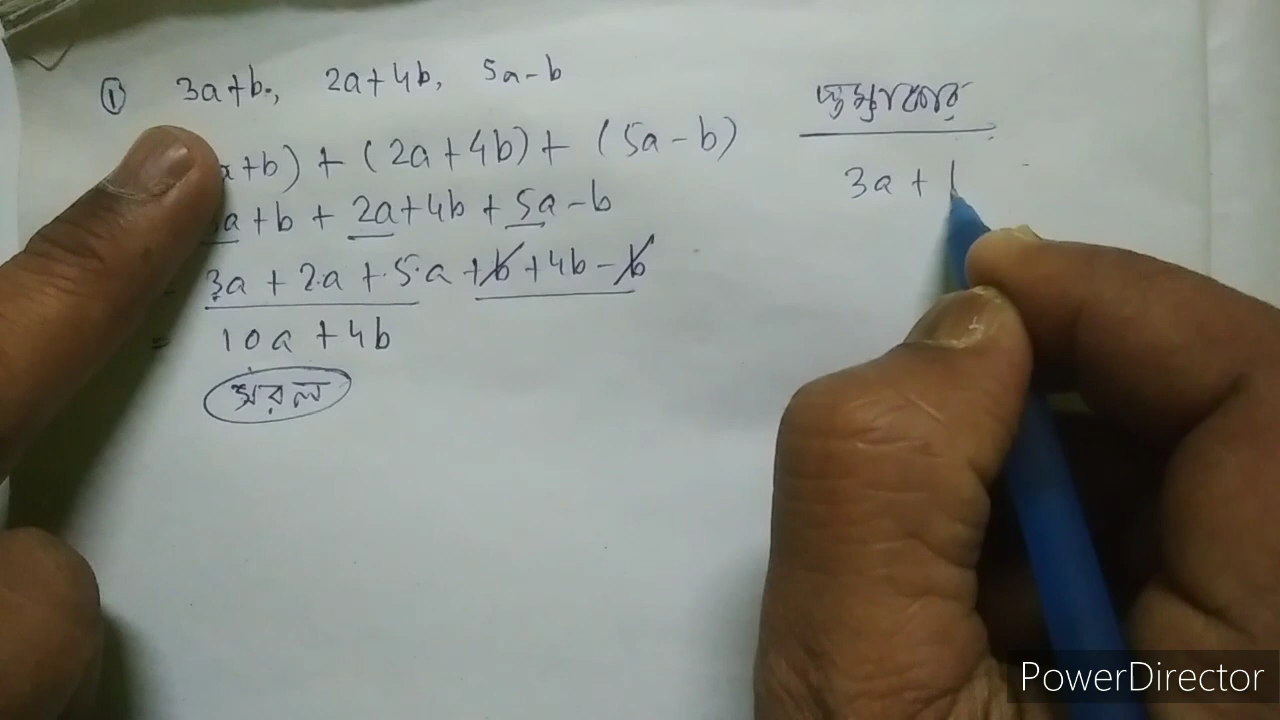 ① 3a+b, 2a+4b, 5a-b
a+b) + (2a+4b) + (5a-b)
3a+b + 2a+4b + 5a-b
3a + 2a + 5a + b + 4b - b
= 10a + 4b
সরল
3a +
PowerDirector